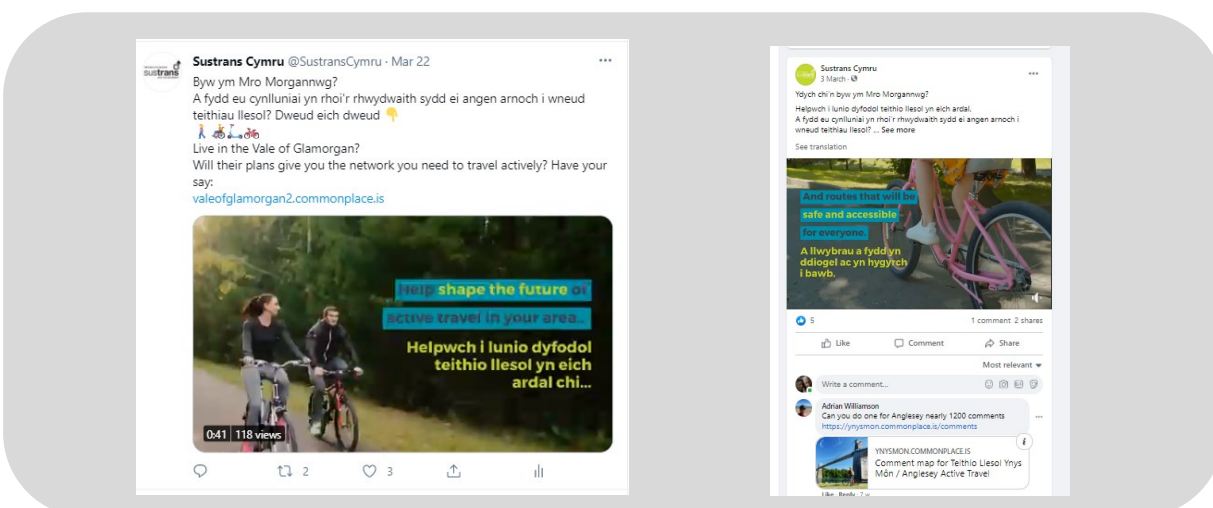 sustrans
Sustrans Cymru @SustransCymru · Mar 22
Byw ym Mro Morgannwg?
A fydd eu cynlluniai yn rhoi'r rhwydwaith sydd ei angen arnoch i wneud
teithiau llesol? Dweud eich dweud 👇
🚶👩‍🦽🛴🚲
Live in the Vale of Glamorgan?
Will their plans give you the network you need to travel actively? Have your
say:
valeofglamorgan2.commonplace.is
Help shape the future of
active travel in your area...
Helpwch i lunio dyfodol
teithio llesol yn eich
ardal chi...
0:41 118 views
2 3
Sustrans Cymru
3 March
Ydych chi'n byw ym Mro Morgannwg?
Helpwch i lunio dyfodol teithio llesol yn eich ardal.
A fydd eu cynlluniai yn rhoi'r rhwydwaith sydd ei angen arnoch i
wneud teithiau llesol? ... See more
See translation
And routes that will be
safe and accessible
for everyone.
A llwybrau a fydd yn
ddiogel ac yn hygyrch
i bawb.
5 1 comment 2 shares
Like Comment Share
Most relevant
Write a comment...
Adrian Williamson
Can you do one for Anglesey nearly 1200 comments
https://ynysmon.commonplace.is/comments
YNYSMON.COMMONPLACE.IS
Comment map for Teithio Llesol Ynys
Môn / Anglesey Active Travel
Like · Reply · 7 w